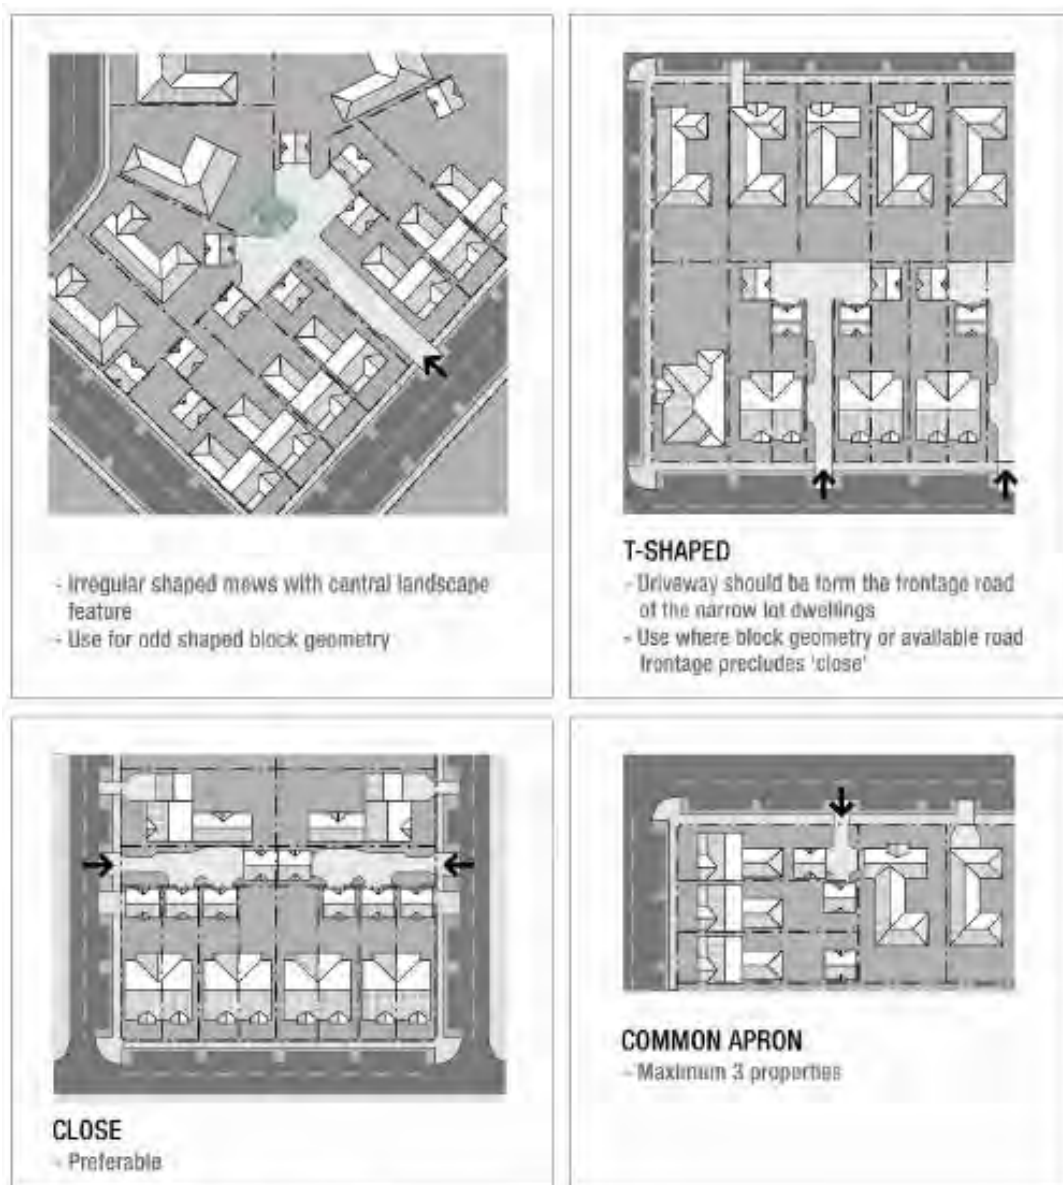 - Irregular shaped mews with central landscape
feature
- Use for odd shaped block geometry
T-SHAPED
- Driveway should be form the frontage road
of the narrow lot dwellings
- Use where block geometry or available road
frontage precludes 'close'
CLOSE
- Preferable
COMMON APRON
- Maximum 3 properties